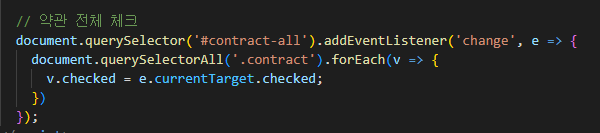 // 약관 전체 체크
document.querySelector('#contract-all').addEventListener('change', e => {
  document.querySelectorAll('.contract').forEach(v => {
    v.checked = e.currentTarget.checked;
  })
});